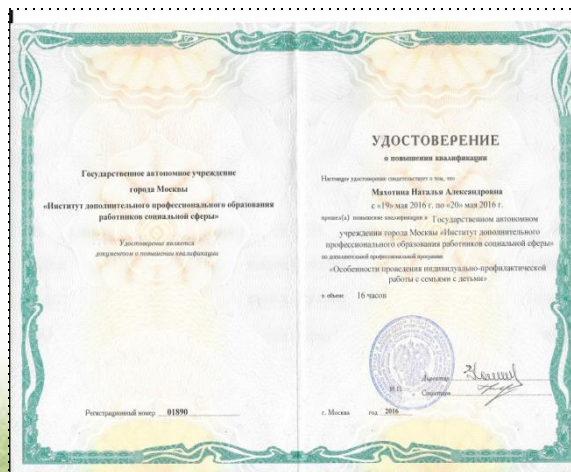 Государственное автономное учреждение
города Москвы
«Институт дополнительного профессионального образования
работников социальной сферы»
Удостоверение является
документом о повышении квалификации
Регистрационный номер 01890
УДОСТОВЕРЕНИЕ
о повышении квалификации
Настоящее удостоверение свидетельствует о том, что
Махотина Наталья Александровна
с «19» мая 2016 г. по «20» мая 2016 г.
прошел(а) повышение квалификации в Государственном автономном
учреждении города Москвы «Институт дополнительного
профессионального образования работников социальной сферы»
по дополнительной профессиональной программе
«Особенности проведения индивидуально-профилактической
работы с семьями с детьми»
в объеме 16 часов
Директор
М.П.
Секретарь
г. Москва год 2016